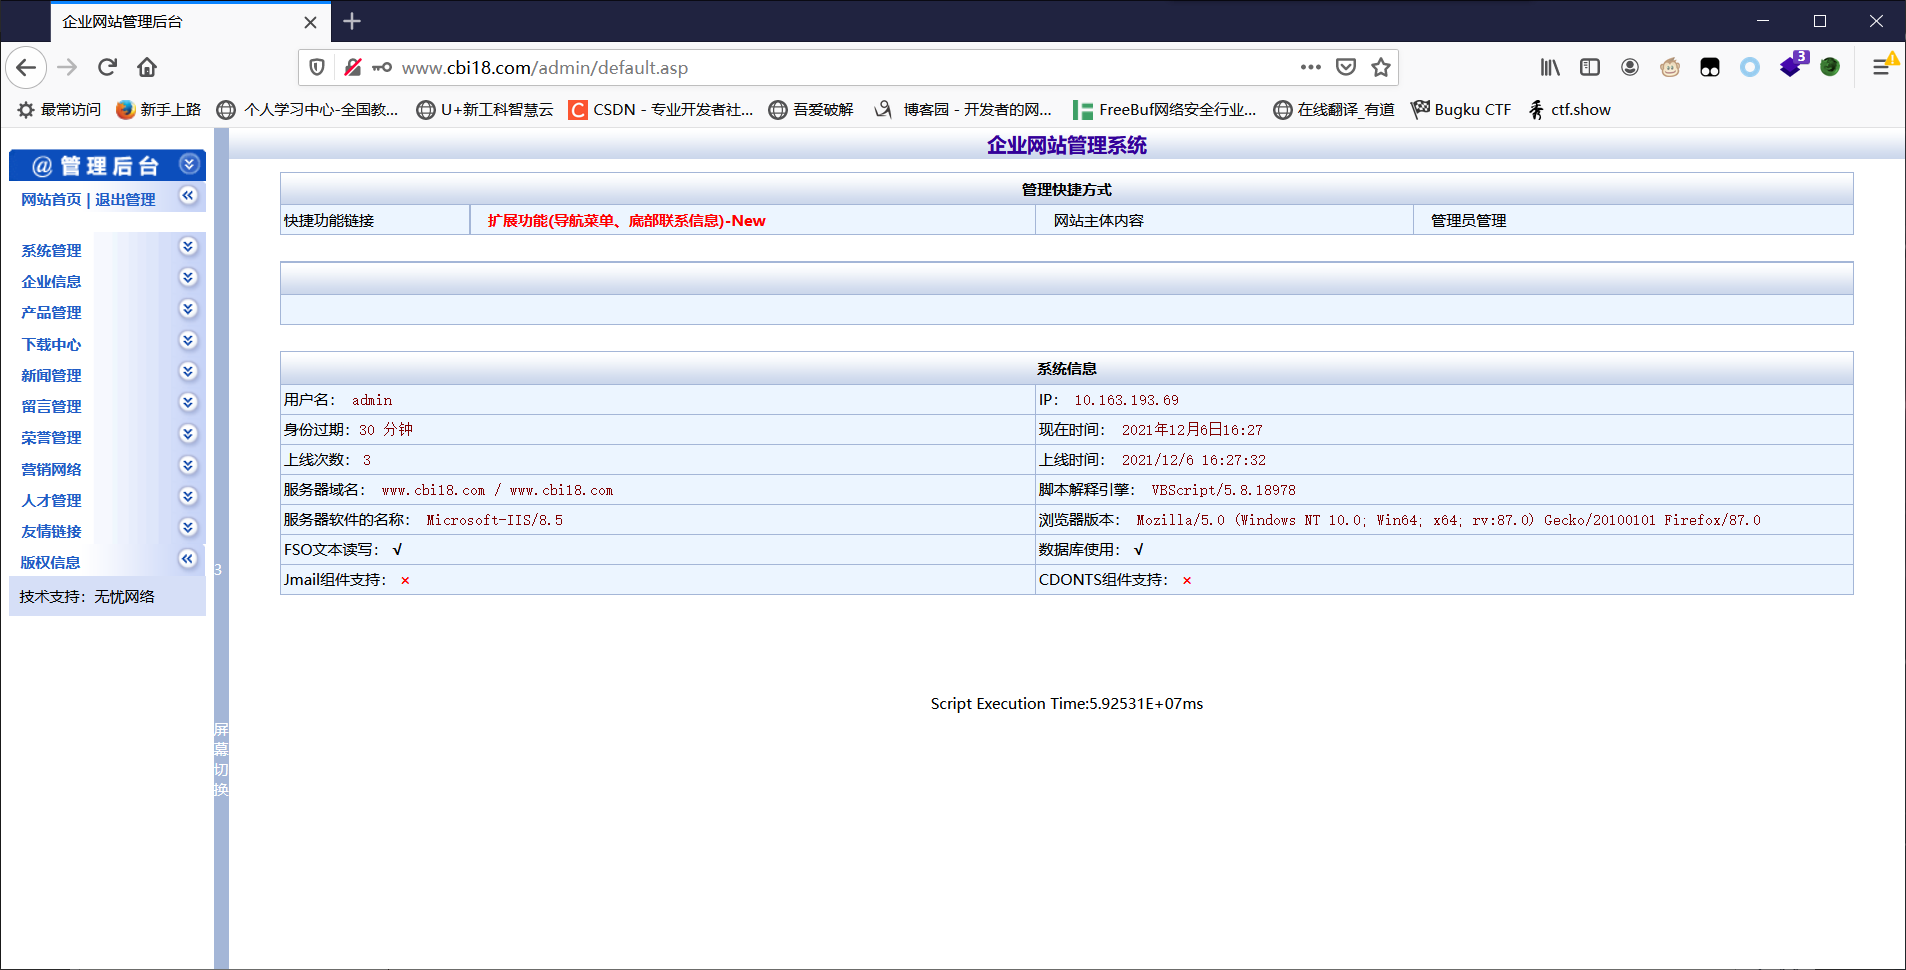 企业网站管理后台
www.cbi18.com/admin/default.asp
3
最常访问 新手上路 个人学习中心-全国教... U+新工科智慧云 CSDN - 专业开发者社... 吾爱破解 博客园 - 开发者的网... FreeBuf网络安全行业... 在线翻译_有道 Bugku CTF ctf.show
@ 管理后台
网站首页 | 退出管理
系统管理
企业信息
产品管理
下载中心
新闻管理
留言管理
荣誉管理
营销网络
人才管理
友情链接
版权信息
技术支持：无忧网络
3
屏
幕
切
换
企业网站管理系统
管理快捷方式
快捷功能链接 扩展功能(导航菜单、底部联系信息)-New 网站主体内容 管理员管理
系统信息
用户名： admin IP： 10.163.193.69
身份过期：30 分钟 现在时间： 2021年12月6日16:27
上线次数： 3 上线时间： 2021/12/6 16:27:32
服务器域名： www.cbi18.com / www.cbi18.com 脚本解释引擎： VBScript/5.8.18978
服务器软件的名称： Microsoft-IIS/8.5 浏览器版本： Mozilla/5.0 (Windows NT 10.0; Win64; x64; rv:87.0) Gecko/20100101 Firefox/87.0
FSO文本读写： √ 数据库使用： √
Jmail组件支持： × CDONTS组件支持： ×
Script Execution Time:5.92531E+07ms